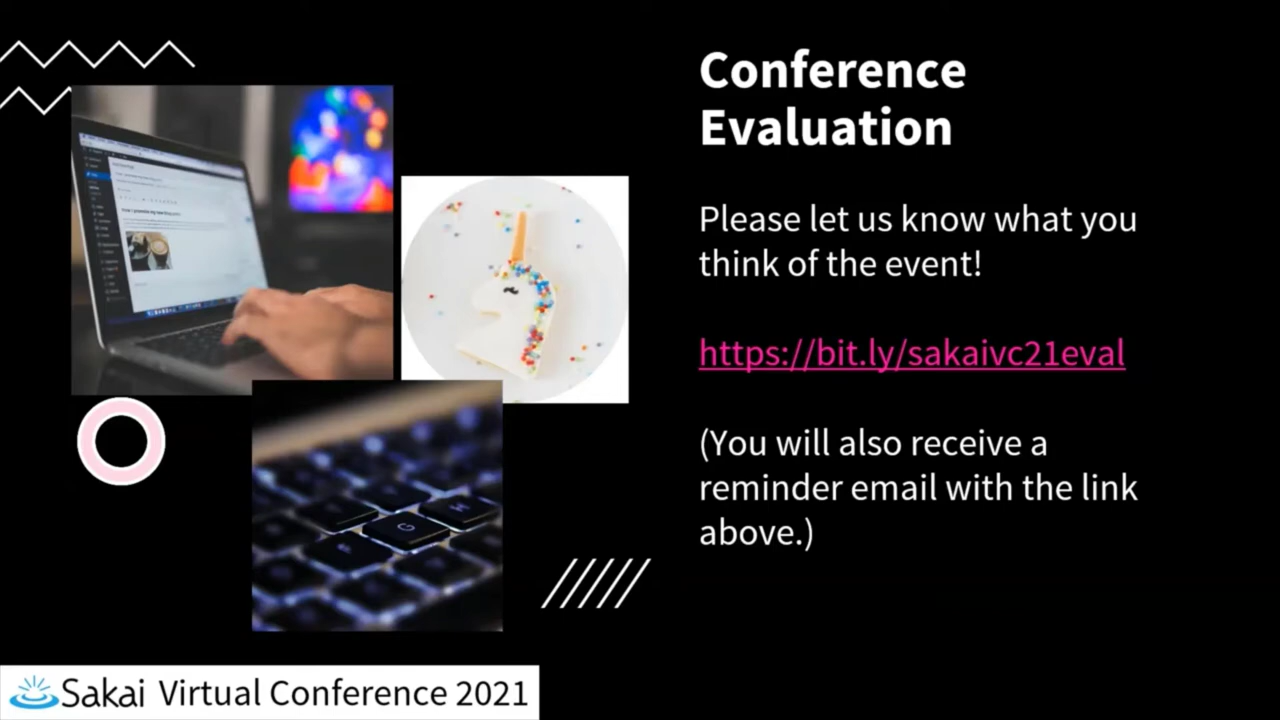 Conference
Evaluation
Please let us know what you
think of the event!
https://bit.ly/sakaivc21eval
(You will also receive a
reminder email with the link
above.)
G
H
F
Sakai Virtual Conference 2021